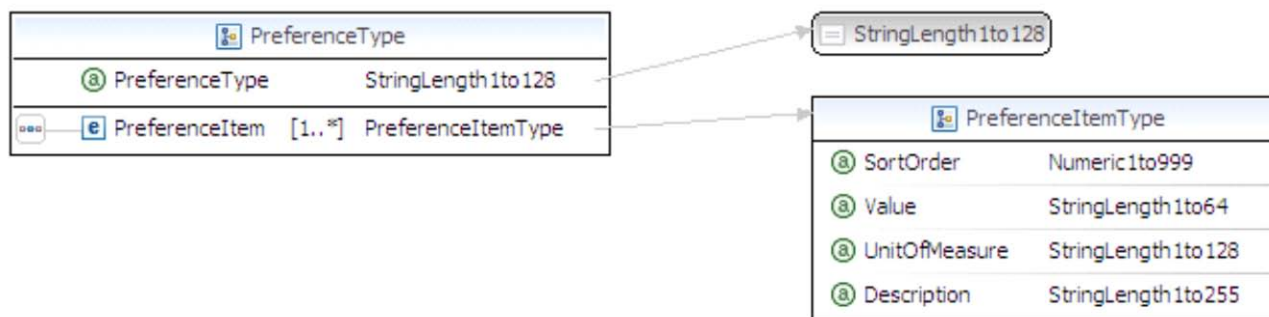 PreferenceType
PreferenceType StringLength1to128
PreferenceItem [1..*] PreferenceItemType
StringLength1to128
PreferenceItemType
SortOrder Numeric1to999
Value StringLength1to64
UnitOfMeasure StringLength1to128
Description StringLength1to255